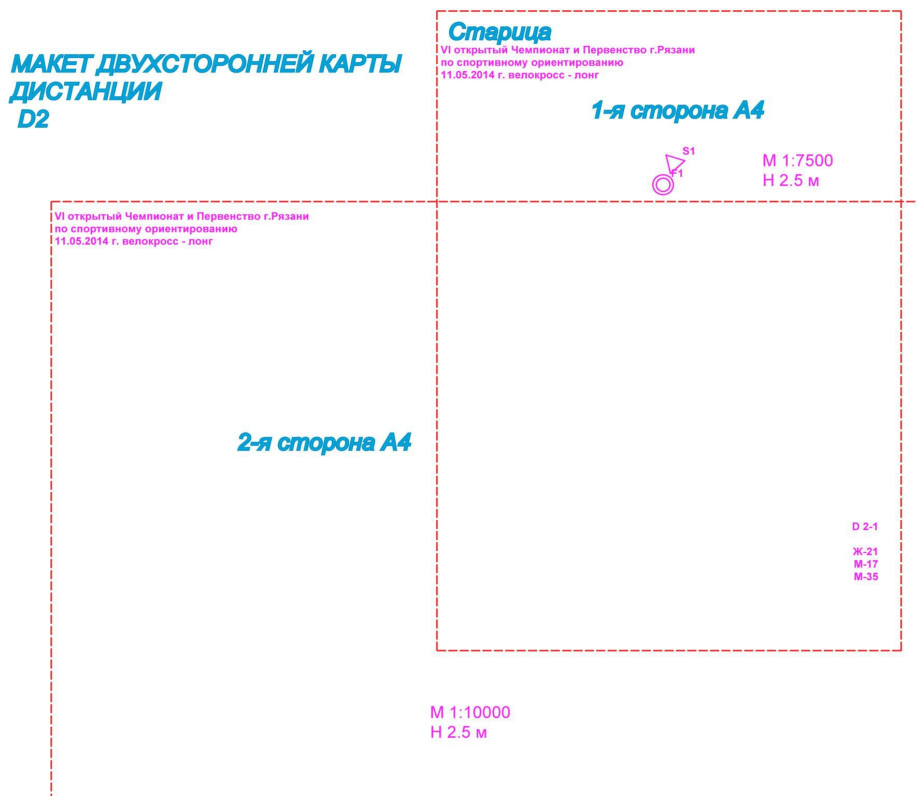 МАКЕТ ДВУХСТОРОННЕЙ КАРТЫ
ДИСТАНЦИИ
D2
Старица
VI открытый Чемпионат и Первенство г.Рязани
по спортивному ориентированию
11.05.2014 г. велокросс - лонг
1-я сторона А4
S1
F1
М 1:7500
Н 2.5 м
VI открытый Чемпионат и Первенство г.Рязани
по спортивному ориентированию
11.05.2014 г. велокросс - лонг
2-я сторона А4
D 2-1
Ж-21
М-17
М-35
М 1:10000
Н 2.5 м